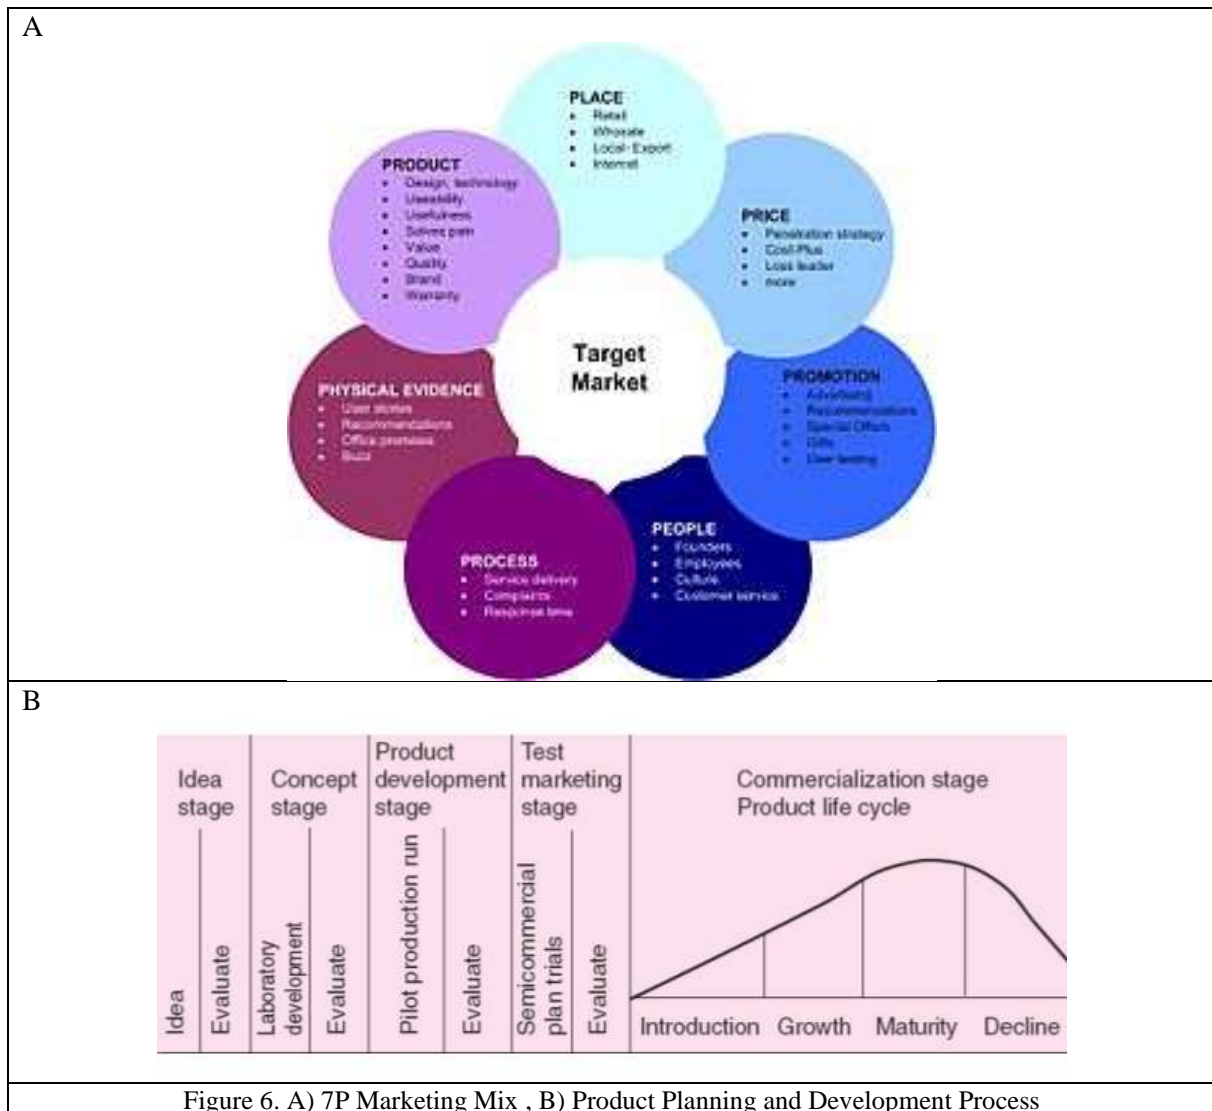 A
PLACE
• Retail
• Whosale
• Local- Export
• Internet
PRODUCT
• Design, technology
• Useability
• Usefulness
• Solves pain
• Value
• Quality
• Brand
• Warranty
PRICE
• Penetration strategy
• Cost-Plus
• Loss leader
• more
Target
Market
PHYSICAL EVIDENCE
• User stories
• Recommendations
• Office premises
• Buzz
PROMOTION
• Advertising
• Recommendations
• Special Offers
• Gifts
• User testing
PROCESS
• Service delivery
• Complaints
• Response time
PEOPLE
• Founders
• Employees
• Culture
• Customer service
B
Idea
stage
Concept
stage
Product
development
stage
Test
marketing
stage
Commercialization stage
Product life cycle
Idea
Evaluate
Laboratory
development
Evaluate
Pilot production run
Evaluate
Semicommercial
plan trials
Evaluate
Introduction
Growth
Maturity
Decline
Figure 6. A) 7P Marketing Mix , B) Product Planning and Development Process